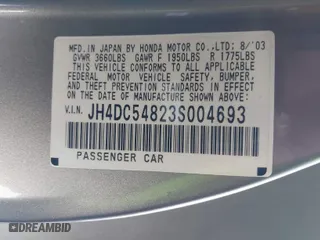 MFD. IN JAPAN BY HONDA MOTOR CO.,LTD. 8/'03
GVWR 3660LBS GAWR F 1950LBS R 1775LBS
THIS VEHICLE CONFORMS TO ALL APPLICABLE
FEDERAL MOTOR VEHICLE SAFETY, BUMPER,
AND THEFT PREVENTION STANDARDS IN
EFFECT ON THE DATE OF MANUFACTURE
SHOWN ABOVE.
V.I.N. JH4DC54823S004693
PASSENGER CAR